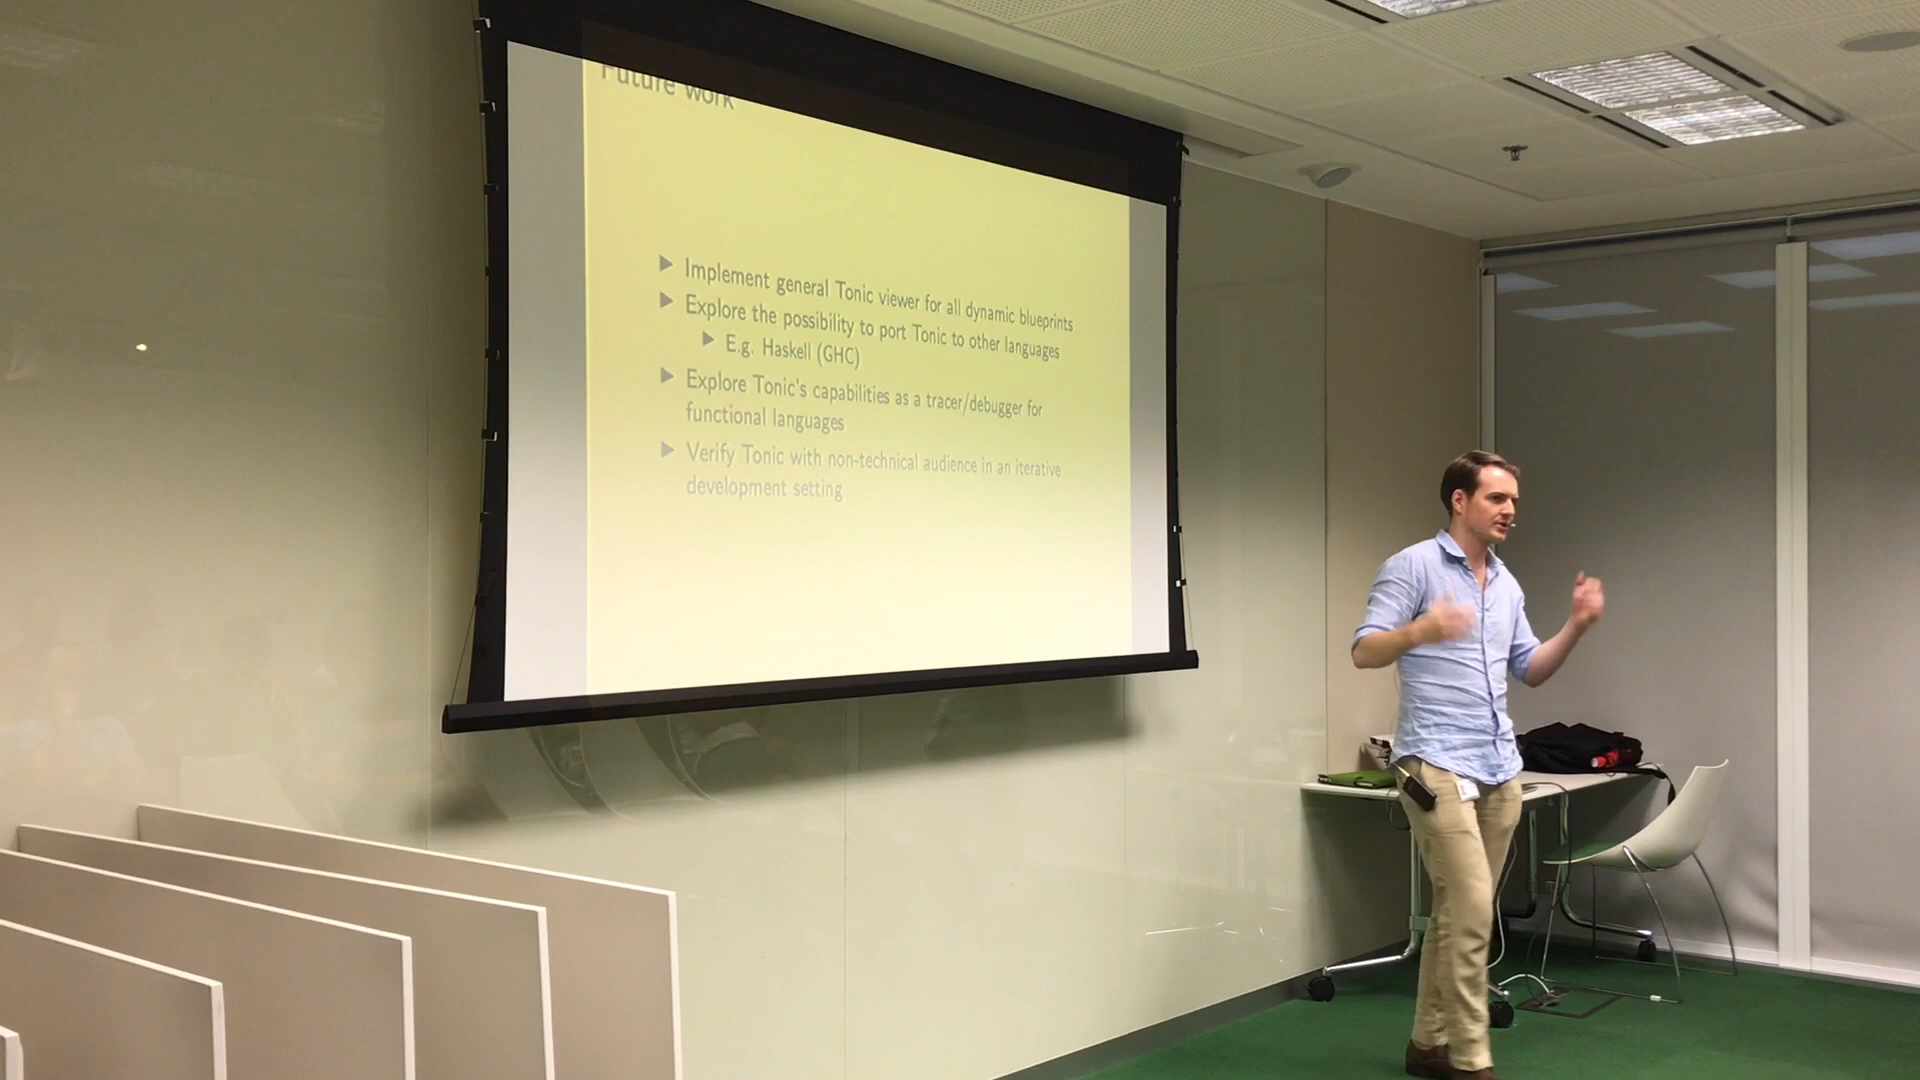 Future work
▶ Implement general Tonic viewer for all dynamic blueprints
▶ Explore the possibility to port Tonic to other languages
▶ E.g. Haskell (GHC)
▶ Explore Tonic's capabilities as a tracer/debugger for
functional languages
▶ Verify Tonic with non-technical audience in an iterative
development setting